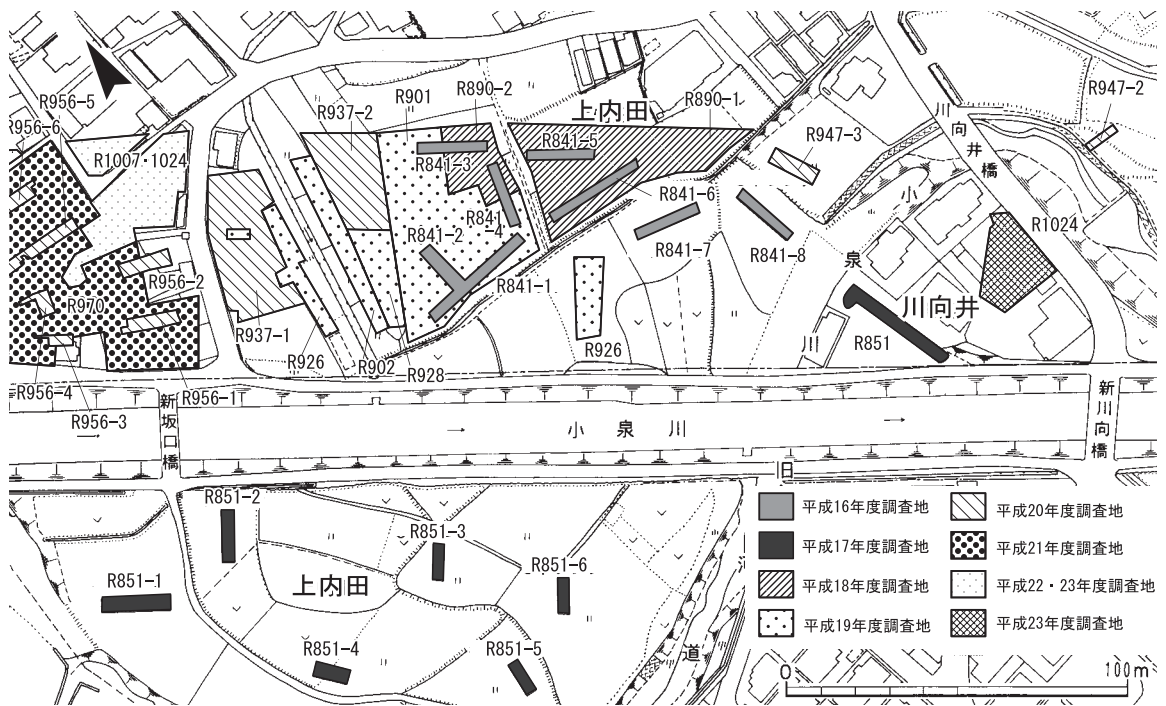 R956-5
R956-6
R1007・1024
R937-2
R901
R890-2
上内田
R890-1
R841-3
R841-5
R841-6
R841
-4
R841-2
R841-1
R841-7
R841-8
R947-3
R947-2
川向井橋
R1024
小泉川
川向井
R851
R956-2
R970
R937-1
R926
R902
R928
R926
R956-4
R956-3
R956-1
新坂口橋
小泉川
新川向橋
旧
道
R851-2
R851-3
R851-6
R851-1
上内田
R851-4
R851-5
平成16年度調査地
平成17年度調査地
平成18年度調査地
平成19年度調査地
平成20年度調査地
平成21年度調査地
平成22・23年度調査地
平成23年度調査地
0
100m